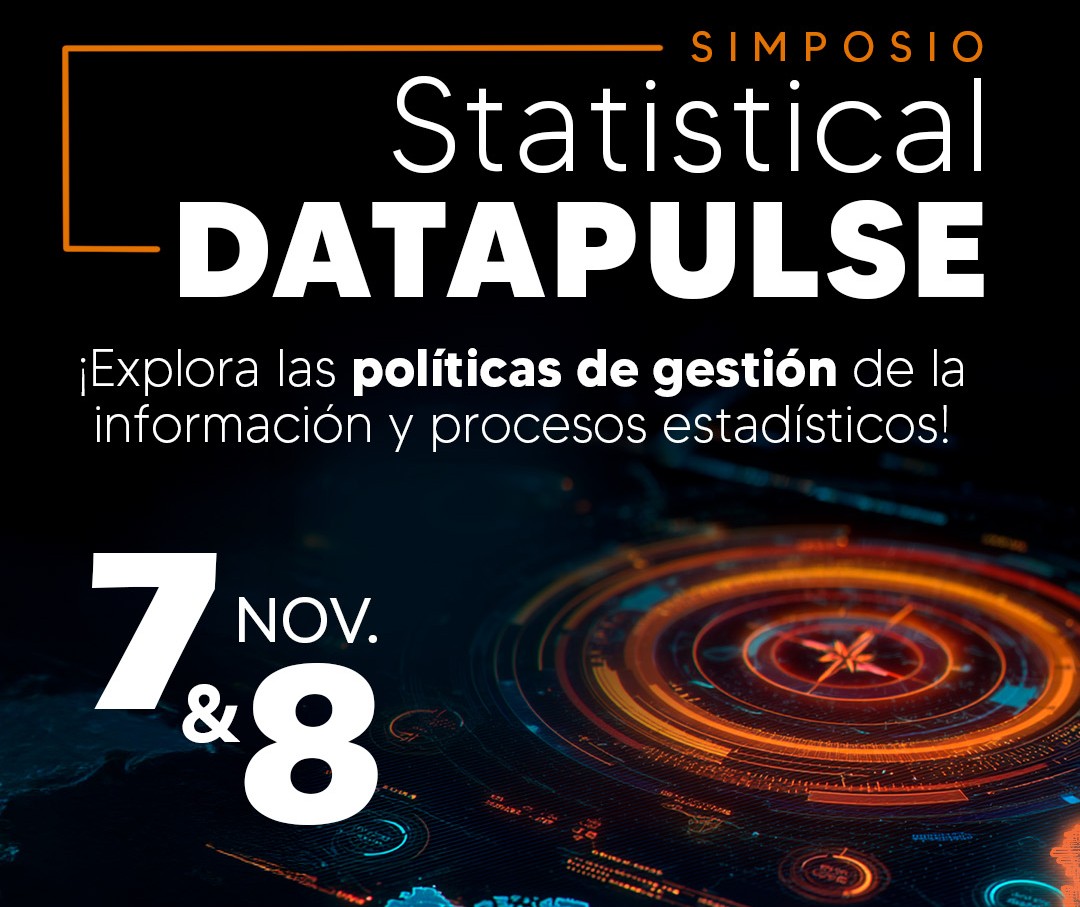 SIMPOSIO
Statistical
DATAPULSE
¡Explora las políticas de gestión de la
información y procesos estadísticos!
7 NOV.
&8